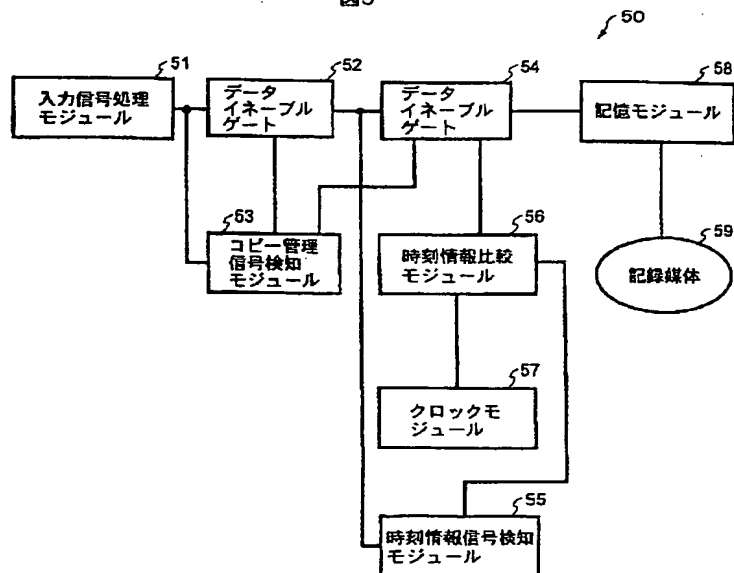 図5
50
51
入力信号処理
モジュール
52
データ
イネーブル
ゲート
54
データ
イネーブル
ゲート
58
記憶モジュール
53
コピー管理
信号検知
モジュール
56
時刻情報比較
モジュール
59
記録媒体
57
クロックモ
ジュール
55
時刻情報信号検知
モジュール